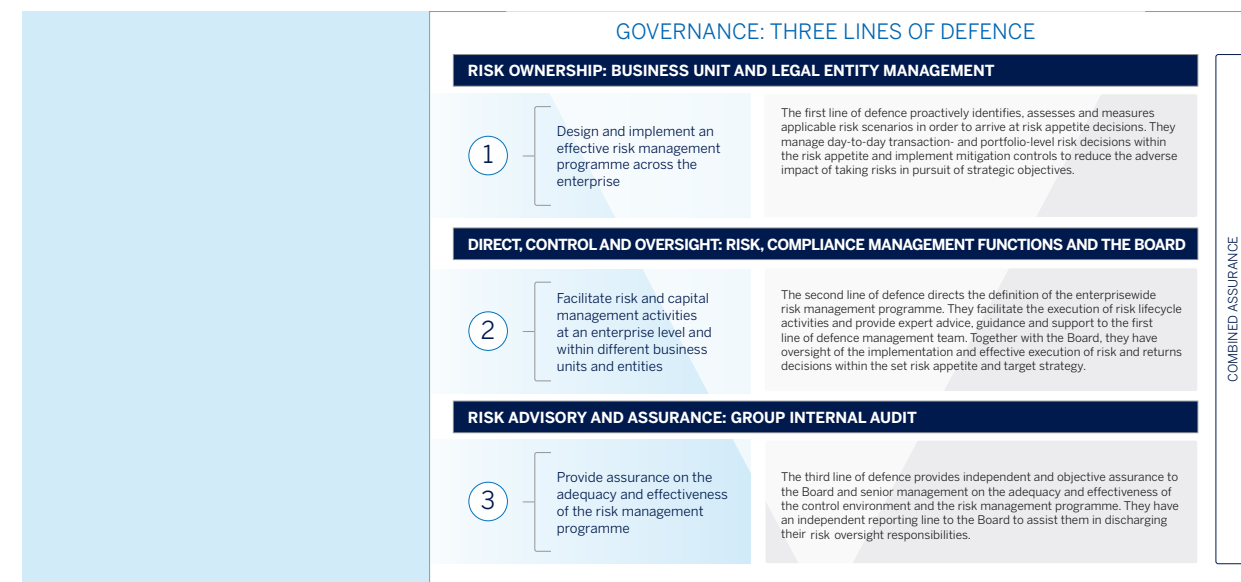 GOVERNANCE: THREE LINES OF DEFENCE
RISK OWNERSHIP: BUSINESS UNIT AND LEGAL ENTITY MANAGEMENT
1
Design and implement an
effective risk management
programme across the
enterprise
The first line of defence proactively identifies, assesses and measures
applicable risk scenarios in order to arrive at risk appetite decisions. They
manage day-to-day transaction- and portfolio-level risk decisions within
the risk appetite and implement mitigation controls to reduce the adverse
impact of taking risks in pursuit of strategic objectives.
DIRECT, CONTROL AND OVERSIGHT: RISK, COMPLIANCE MANAGEMENT FUNCTIONS AND THE BOARD
2
Facilitate risk and capital
management activities
at an enterprise level and
within different business
units and entities
The second line of defence directs the definition of the enterprisewide
risk management programme. They facilitate the execution of risk lifecycle
activities and provide expert advice, guidance and support to the first
line of defence management team. Together with the Board, they have
oversight of the implementation and effective execution of risk and returns
decisions within the set risk appetite and target strategy.
RISK ADVISORY AND ASSURANCE: GROUP INTERNAL AUDIT
3
Provide assurance on the
adequacy and effectiveness
of the risk management
programme
The third line of defence provides independent and objective assurance to
the Board and senior management on the adequacy and effectiveness of
the control environment and the risk management programme. They have
an independent reporting line to the Board to assist them in discharging
their risk oversight responsibilities.
COMBINED ASSURANCE